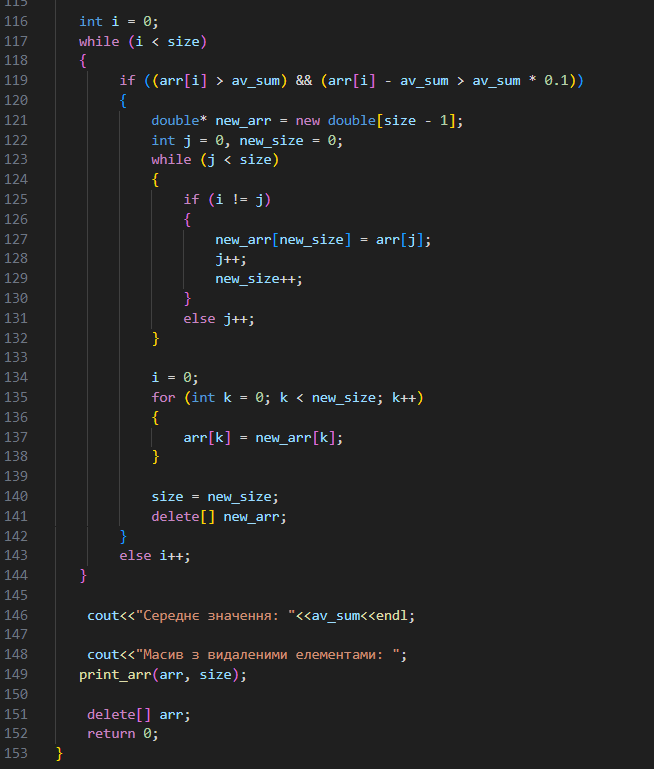 115
116 int i = 0;
117 while (i < size)
118 {
119 if ((arr[i] > av_sum) && (arr[i] - av_sum > av_sum * 0.1))
120 {
121 double* new_arr = new double[size - 1];
122 int j = 0, new_size = 0;
123 while (j < size)
124 {
125 if (i != j)
126 {
127 new_arr[new_size] = arr[j];
128 j++;
129 new_size++;
130 }
131 else j++;
132 }
133
134 i = 0;
135 for (int k = 0; k < new_size; k++)
136 {
137 arr[k] = new_arr[k];
138 }
139
140 size = new_size;
141 delete[] new_arr;
142 }
143 else i++;
144 }
145
146 cout<<"Середнє значення: "<<av_sum<<endl;
147
148 cout<<"Масив з видаленими елементами: ";
149 print_arr(arr, size);
150
151 delete[] arr;
152 return 0;
153 }